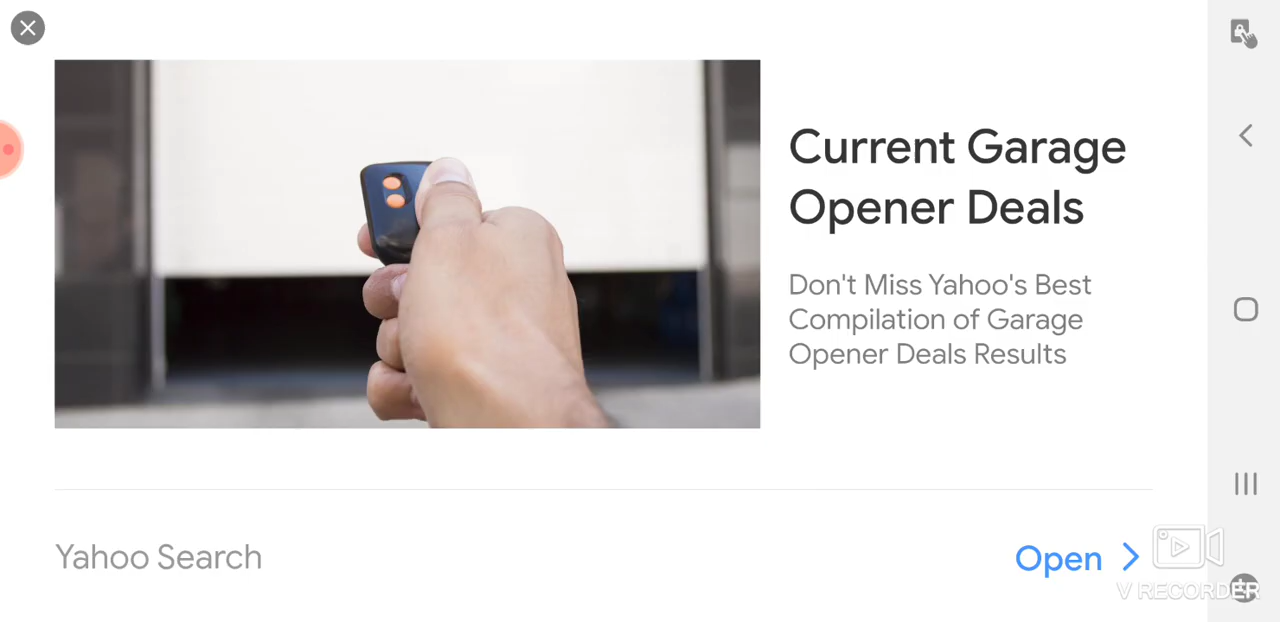 Current Garage
Opener Deals
Don't Miss Yahoo's Best
Compilation of Garage
Opener Deals Results
Yahoo Search
Open
V RECORDER